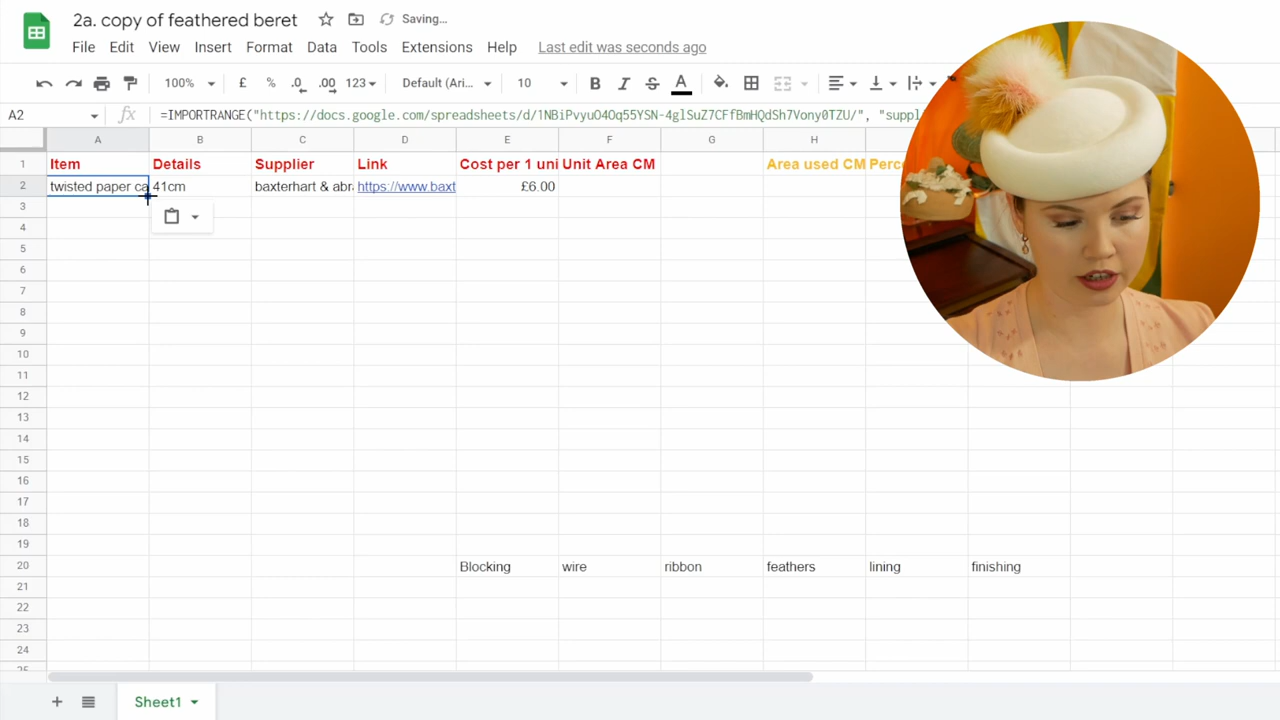 2a. copy of feathered beret Saving...
File Edit View Insert Format Data Tools Extensions Help Last edit was seconds ago
100% £ % .0 .00 123 Default (Ari... 10 B I S A
A2 fx =IMPORTRANGE("https://docs.google.com/spreadsheets/d/1NBiPvyuO4Oq55YSN-4glSuZ7CFfBmHQdSh7Vony0TZU/", "suppl
A B C D E F G H I
1 Item Details Supplier Link Cost per 1 uni Unit Area CM Area used CM Perc
2 twisted paper ca 41cm baxterhart & abra https://www.baxt £6.00
3
4
5
6
7
8
9
10
11
12
13
14
15
16
17
18
19
20 Blocking wire ribbon feathers lining finishing
21
22
23
24
25
+ Sheet1